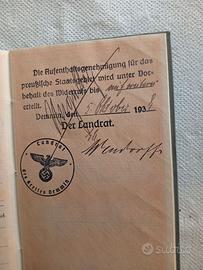 Die Aufenthaltsgenehmigung für das
preußische Staatsgebiet wird unter Vor-
behalt des Widerrufs bis
erteilt.
Demmin, den 5. Oktober 193
Der Landrat.
Landrat
des Kreises Demmin
subito